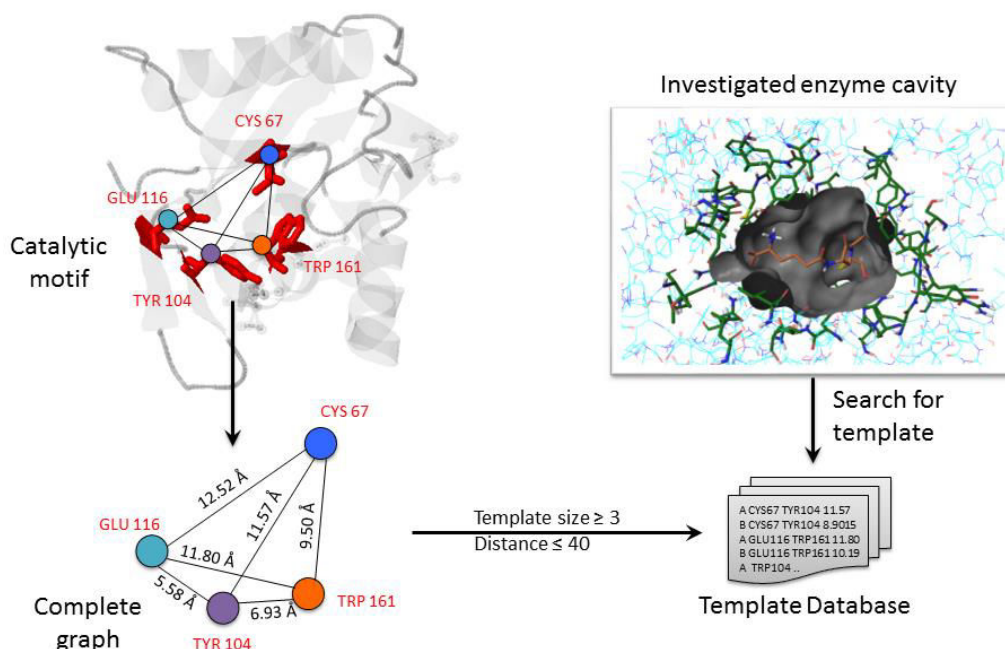 CYS 67
GLU 116
Catalytic
motif
TRP 161
TYR 104
Investigated enzyme cavity
Search for
template
CYS 67
12.52 Å
11.57 Å
9.50 Å
GLU 116
11.80 Å
5.58 Å
6.93 Å
TRP 161
TYR 104
Complete
graph
Template size ≥ 3
Distance ≤ 40
A CYS67 TYR104 11.57
B CYS67 TYR104 8.9015
A GLU116 TRP161 11.80
B GLU116 TRP161 10.19
A TRP104 ..
Template Database